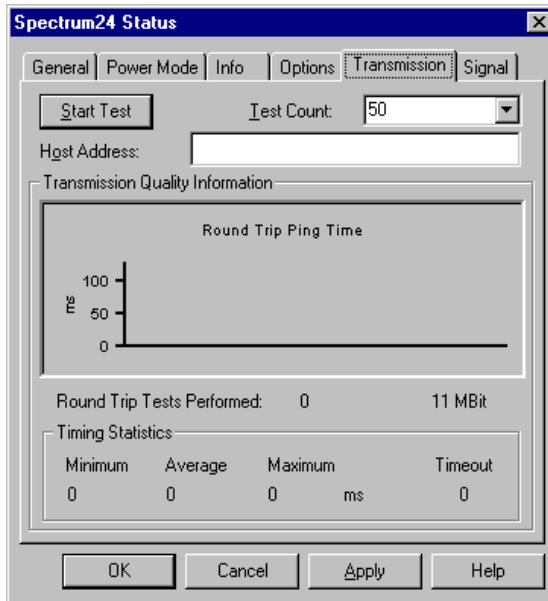 Spectrum24 Status
General Power Mode Info Options Transmission Signal
Start Test Test Count: 50
Host Address:
Transmission Quality Information
Round Trip Ping Time
100
ms
50
0
Round Trip Tests Performed: 0 11 MBit
Timing Statistics
Minimum Average Maximum Timeout
0 0 0 ms 0
OK Cancel Apply Help